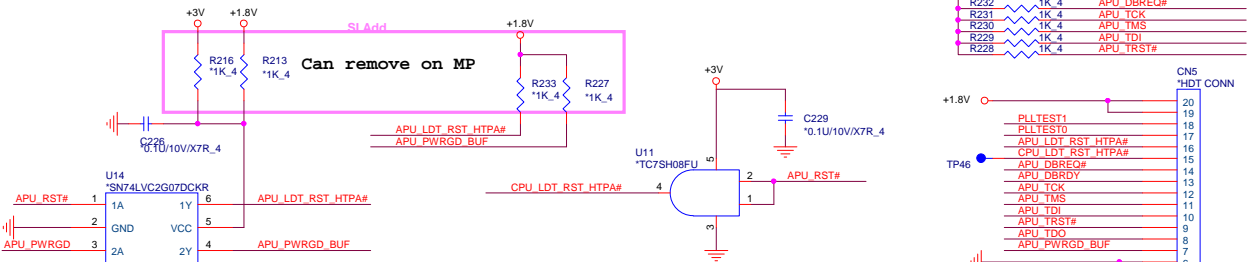 +3V
+1.8V
SI Add
+1.8V
R216
*1K_4
R213
*1K_4
Can remove on MP
R233
*1K_4
R227
*1K_4
C226
*0.1U/10V/X7R_4
APU_LDT_RST_HTPA#
APU_PWRGD_BUF
U14
*SN74LVC2G07DCKR
APU_RST#
1
1A
1Y
6
APU_LDT_RST_HTPA#
2
GND
VCC
5
APU_PWRGD
3
2A
2Y
4
APU_PWRGD_BUF
+3V
C229
*0.1U/10V/X7R_4
U11
*TC7SH08FU
5
CPU_LDT_RST_HTPA#
4
2
APU_RST#
1
3
R232
1K_4
APU_DBREQ#
R231
1K_4
APU_TCK
R230
1K_4
APU_TMS
R229
1K_4
APU_TDI
R228
1K_4
APU_TRST#
CN5
*HDT CONN
+1.8V
20
19
18
PLLTEST1
17
PLLTEST0
16
APU_LDT_RST_HTPA#
15
TP46
CPU_LDT_RST_HTPA#
14
APU_DBREQ#
13
APU_DBRDY
12
APU_TCK
11
APU_TMS
10
APU_TDI
9
APU_TRST#
8
APU_TDO
7
APU_PWRGD_BUF